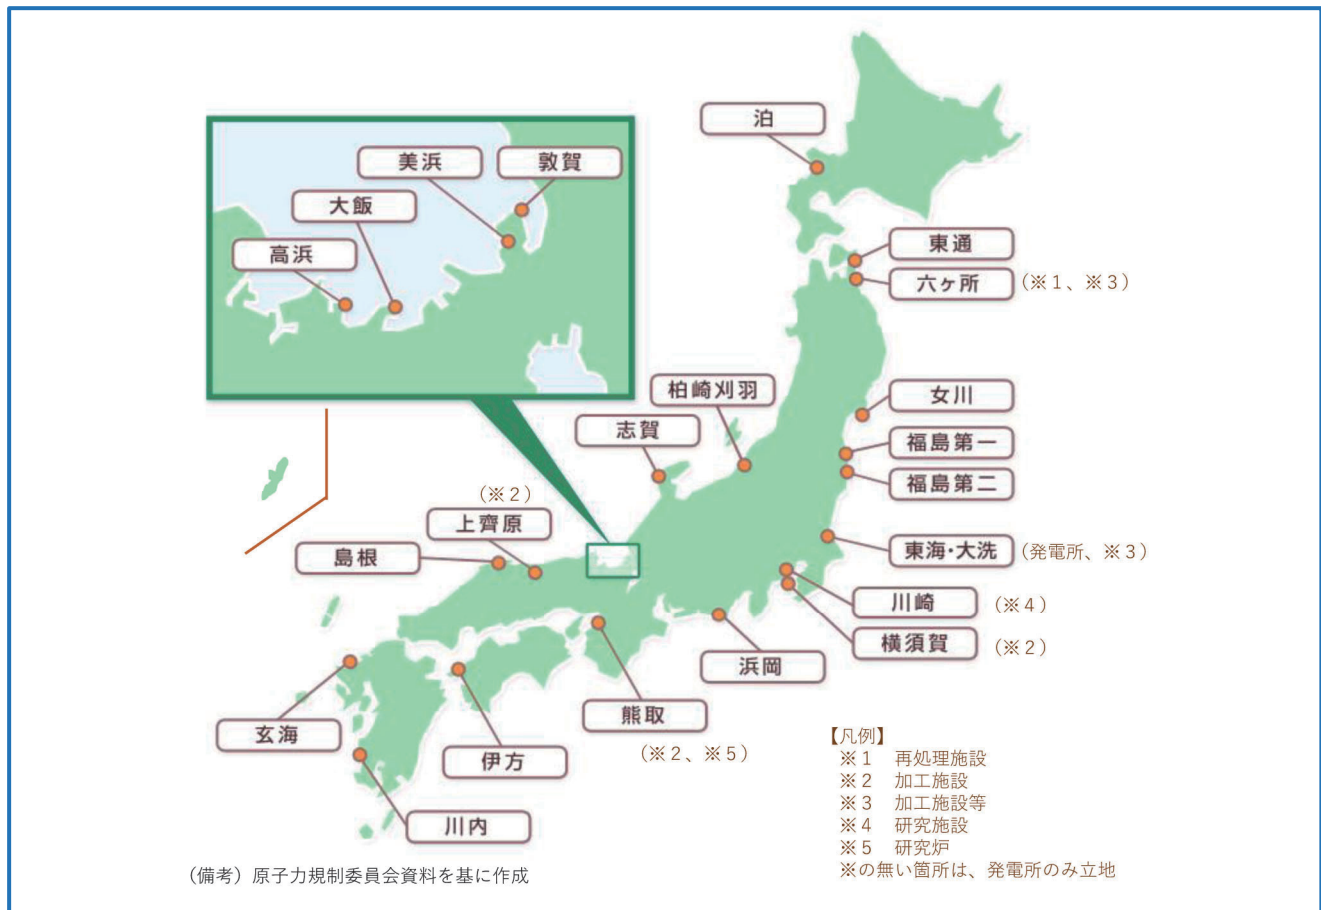 泊
美浜
敦賀
大飯
高浜
東通
六ヶ所 (※1、※3)
柏崎刈羽
女川
志賀
福島第一
福島第二
(※2)
上齊原
島根
東海・大洗 (発電所、※3)
川崎 (※4)
横須賀 (※2)
浜岡
熊取
(※2、※5)
玄海
伊方
川内
【凡例】
※1 再処理施設
※2 加工施設
※3 加工施設等
※4 研究施設
※5 研究炉
※の無い箇所は、発電所のみ立地
(備考)原子力規制委員会資料を基に作成